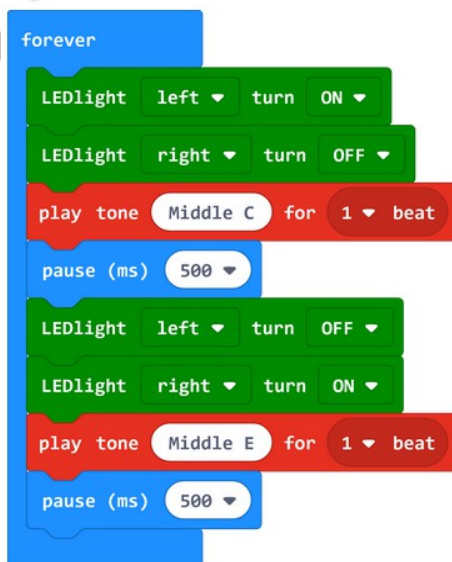 forever
LEDlight left turn ON
LEDlight right turn OFF
play tone Middle C for 1 beat
pause (ms) 500
LEDlight left turn OFF
LEDlight right turn ON
play tone Middle E for 1 beat
pause (ms) 500